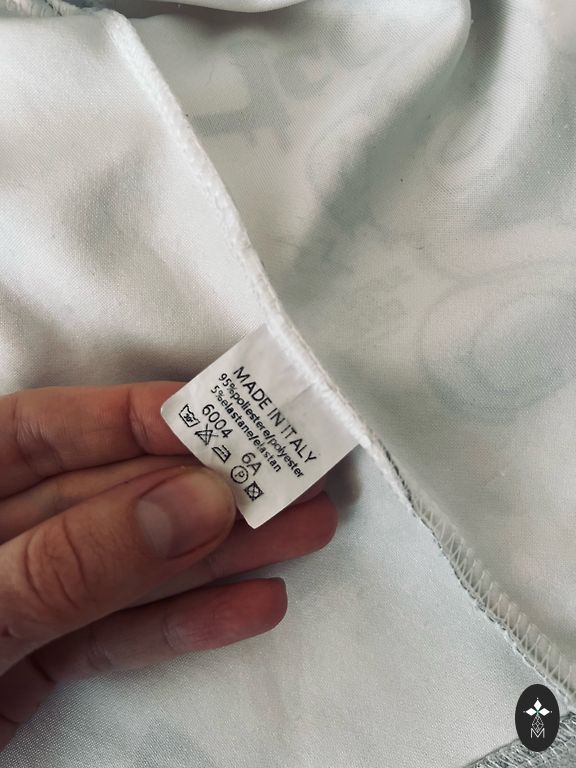 MADE IN ITALY
95%poliestere/polyester
5%elastane/elastan
6004 6A
P
M